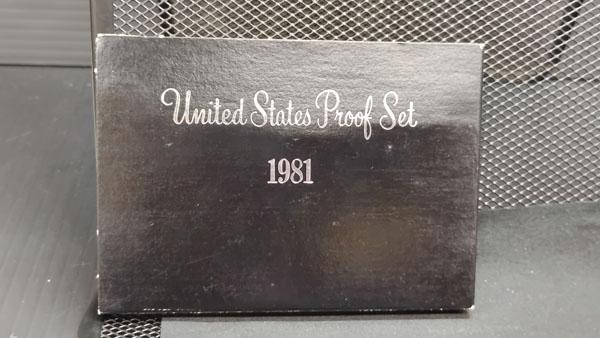 United States Proof Set
1981